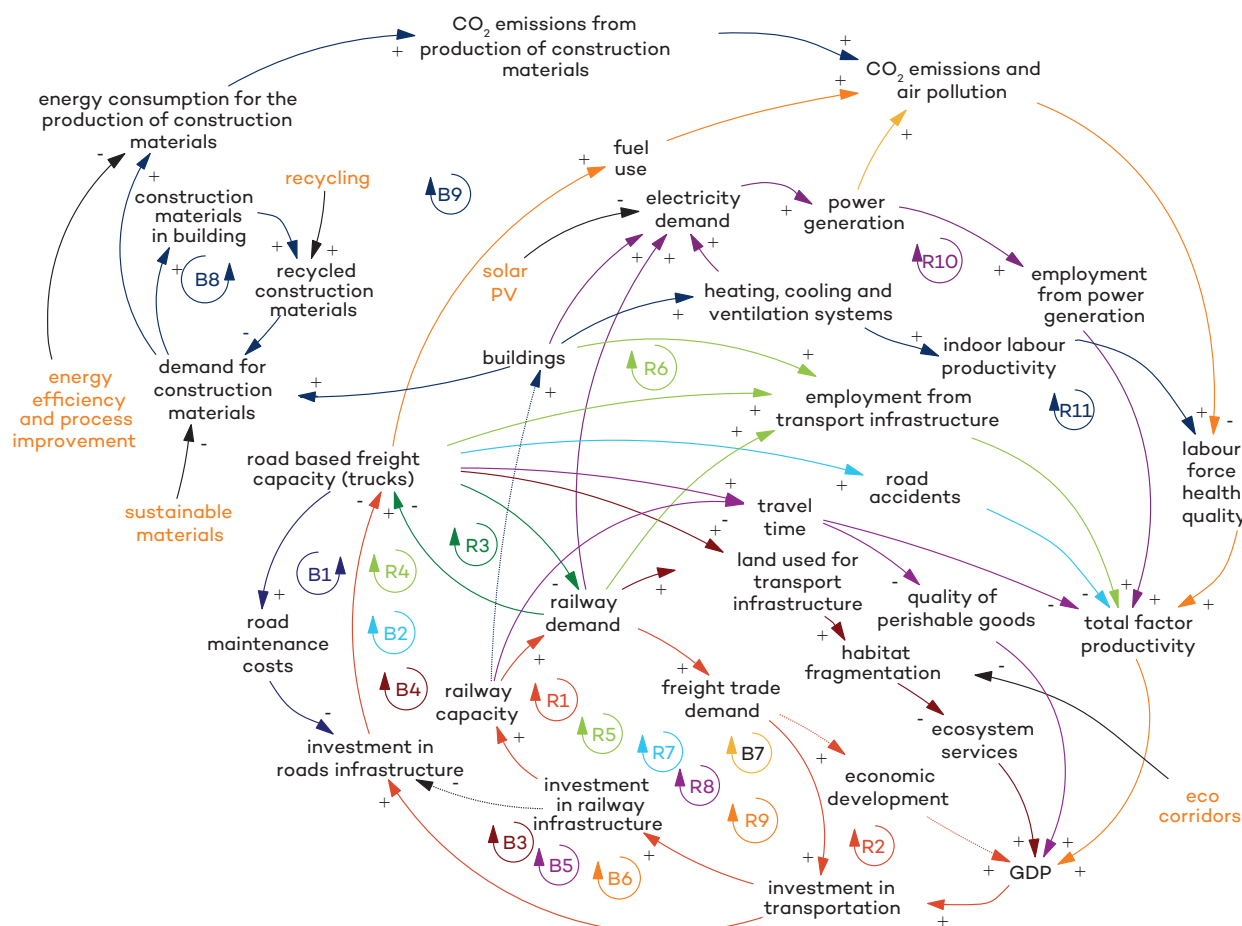 CO₂ emissions from
production of construction
materials
CO₂ emissions and
air pollution
energy consumption for the
production of construction
materials
fuel
use
recycling
construction
materials
in building
B9
electricity
demand
power
generation
B8
recycled
construction
materials
solar
PV
R10
employment
from power
generation
heating, cooling and
ventilation systems
buildings
R6
indoor labour
productivity
demand for
construction
materials
energy
efficiency
and process
improvement
R11
employment from
transport infrastructure
labour
force
health
quality
road based freight
capacity (trucks)
road
accidents
sustainable
materials
travel
time
R3
B1
R4
land used for
transport
infrastructure
railway
demand
quality of
perishable goods
total factor
productivity
road
maintenance
costs
B2
habitat
fragmentation
B4
railway
capacity
R1
freight trade
demand
R5
R7
B7
ecosystem
services
investment in
roads infrastructure
R8
economic
development
eco
corridors
investment
in railway
infrastructure
R9
B3
R2
B5
B6
GDP
investment in
transportation
+
+
+
+
-
+
+
-
+
+
+
+
+
+
+
+
+
-
+
+
+
+
-
+
+
+
-
+
-
+
-
+
+
-
+
-
-
-
+
+
+
+
+
+
+
-
-
-
+
+
-
+
+
+
+
+
+
+
+